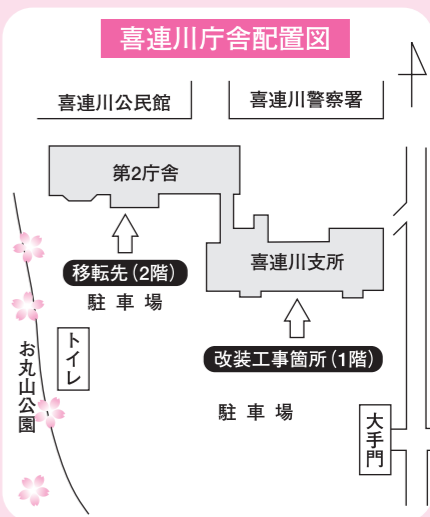 喜連川庁舎配置図
喜連川公民館
喜連川警察署
第2庁舎
喜連川支所
移転先(2階)
駐車場
トイレ
お丸山公園
改装工事箇所(1階)
駐車場
大手門